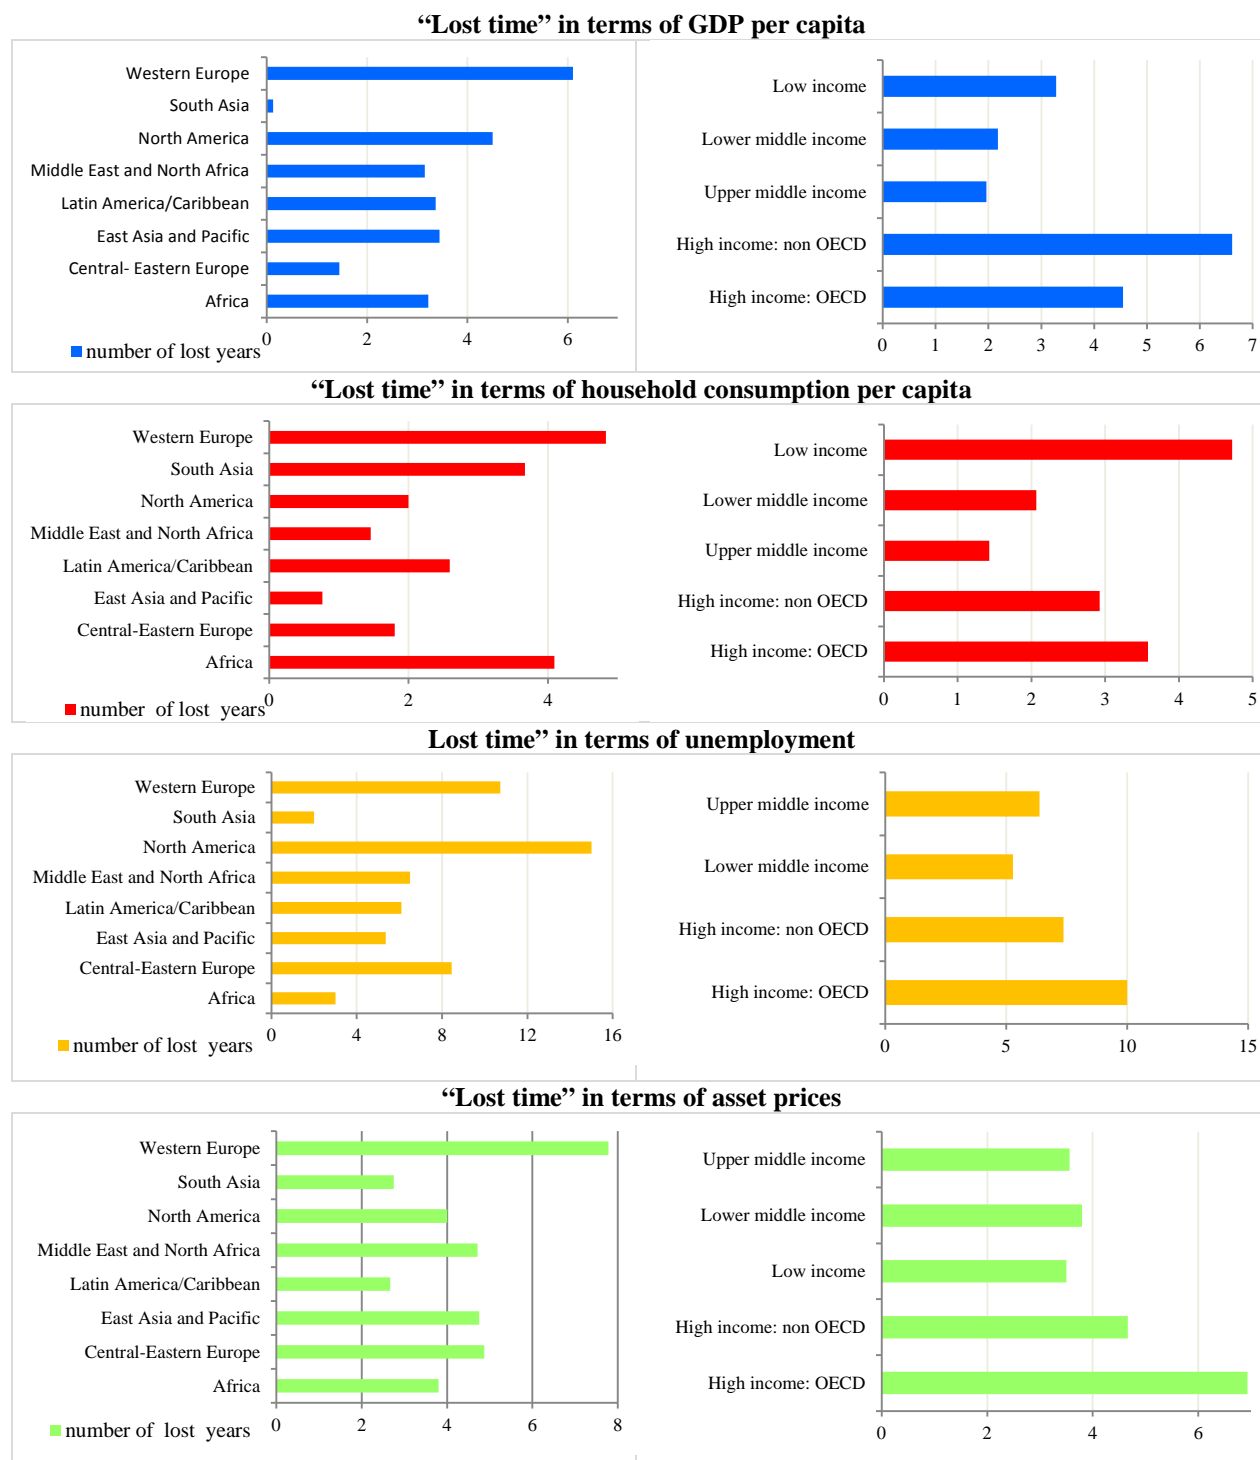 “Lost time” in terms of GDP per capita
Western Europe
South Asia
North America
Middle East and North Africa
Latin America/Caribbean
East Asia and Pacific
Central- Eastern Europe
Africa
0 2 4 6
number of lost years
Low income
Lower middle income
Upper middle income
High income: non OECD
High income: OECD
0 1 2 3 4 5 6 7
“Lost time” in terms of household consumption per capita
Western Europe
South Asia
North America
Middle East and North Africa
Latin America/Caribbean
East Asia and Pacific
Central-Eastern Europe
Africa
0 2 4
number of lost years
Low income
Lower middle income
Upper middle income
High income: non OECD
High income: OECD
0 1 2 3 4 5
Lost time” in terms of unemployment
Western Europe
South Asia
North America
Middle East and North Africa
Latin America/Caribbean
East Asia and Pacific
Central-Eastern Europe
Africa
0 4 8 12 16
number of lost years
Upper middle income
Lower middle income
High income: non OECD
High income: OECD
0 5 10 15
“Lost time” in terms of asset prices
Western Europe
South Asia
North America
Middle East and North Africa
Latin America/Caribbean
East Asia and Pacific
Central-Eastern Europe
Africa
0 2 4 6 8
number of lost years
Upper middle income
Lower middle income
Low income
High income: non OECD
High income: OECD
0 2 4 6